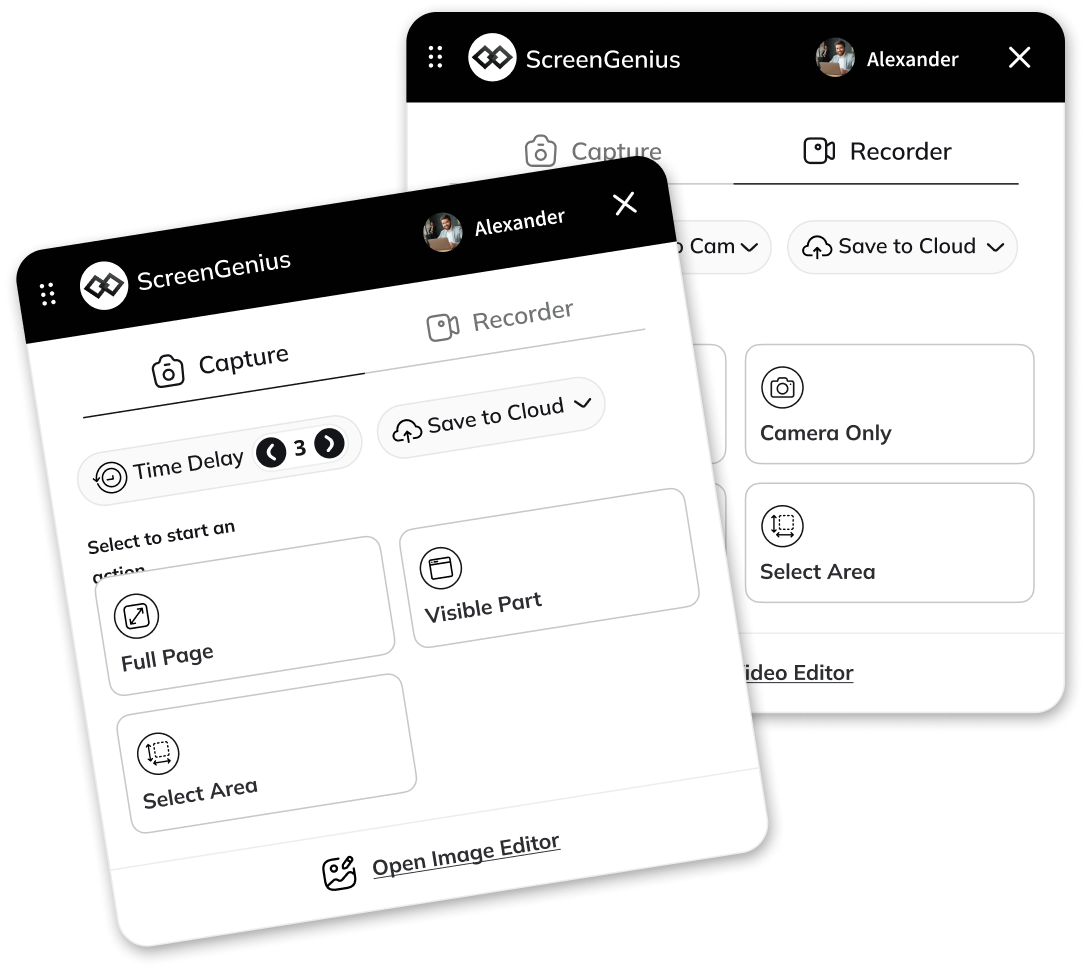 ScreenGenius
Alexander
Capture
Recorder
Cam
Save to Cloud
Camera Only
Select Area
Editor
ScreenGenius
Alexander
Capture
Recorder
Time Delay
3
Save to Cloud
Select to start an
action
Full Page
Visible Part
Select Area
Open Image Editor